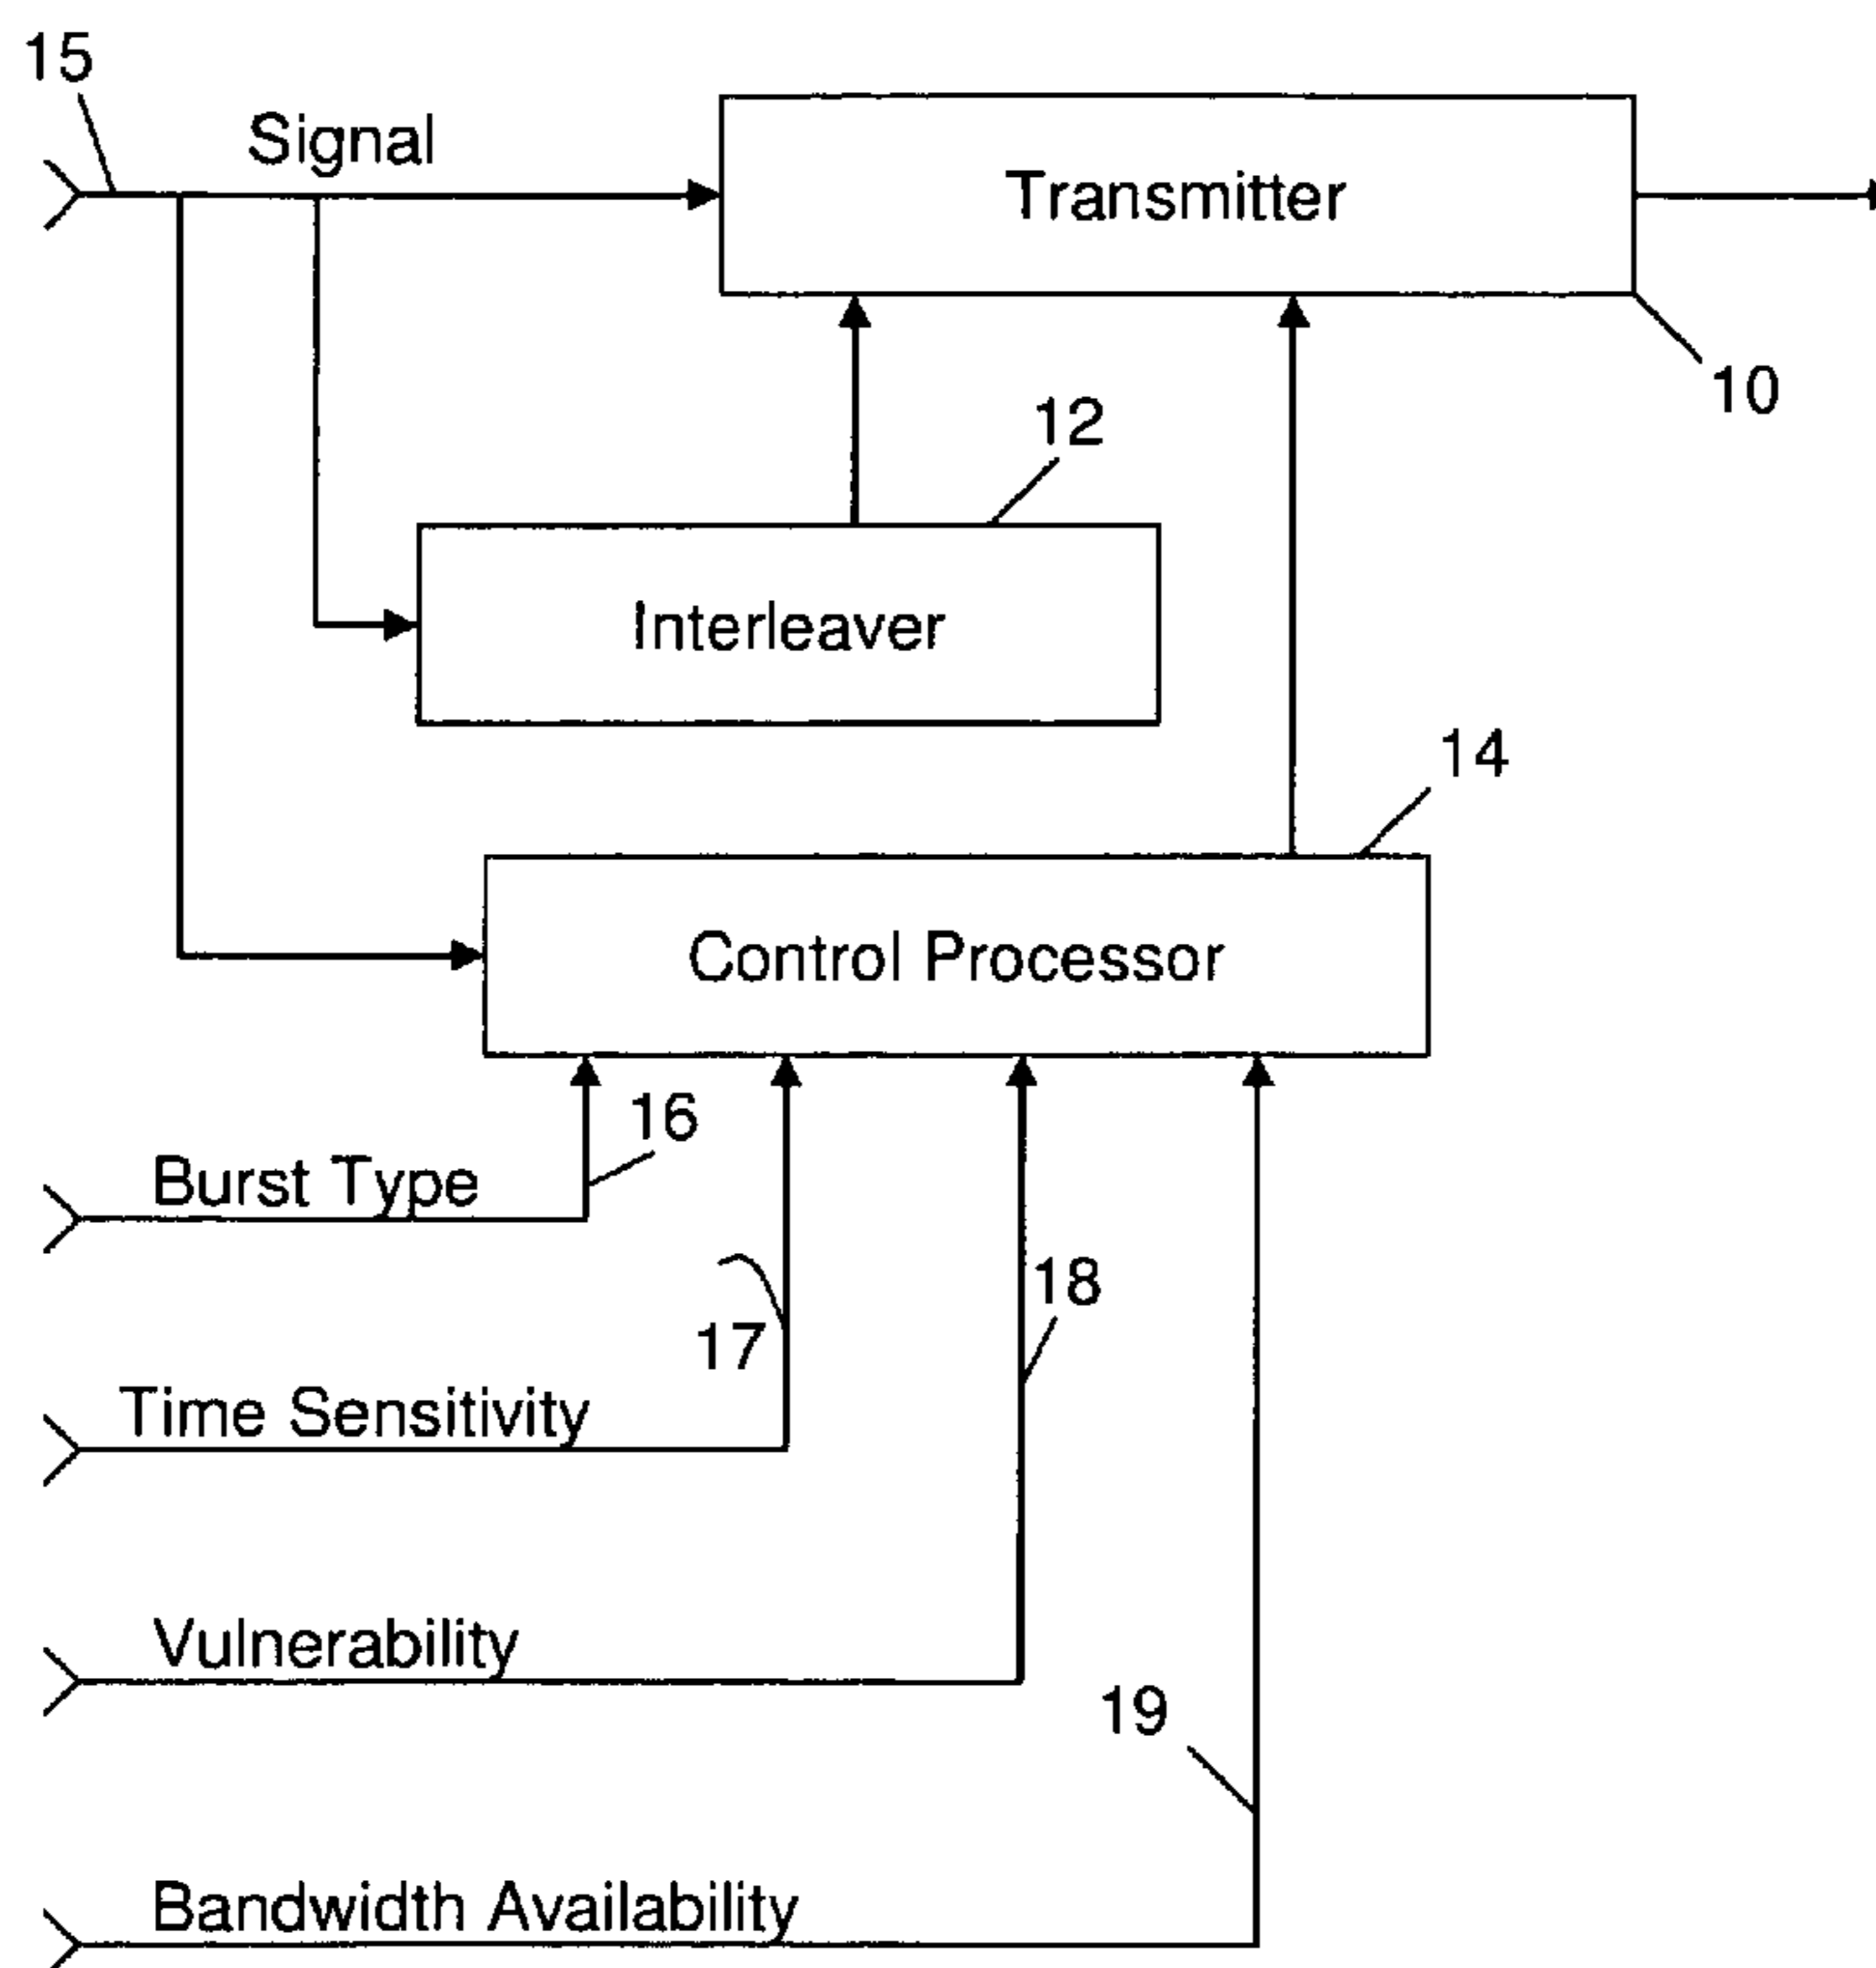 15
Signal
Transmitter
10
12
Interleaver
14
Control Processor
16
Burst Type
18
17
Time Sensitivity
Vulnerability
19
Bandwidth Availability